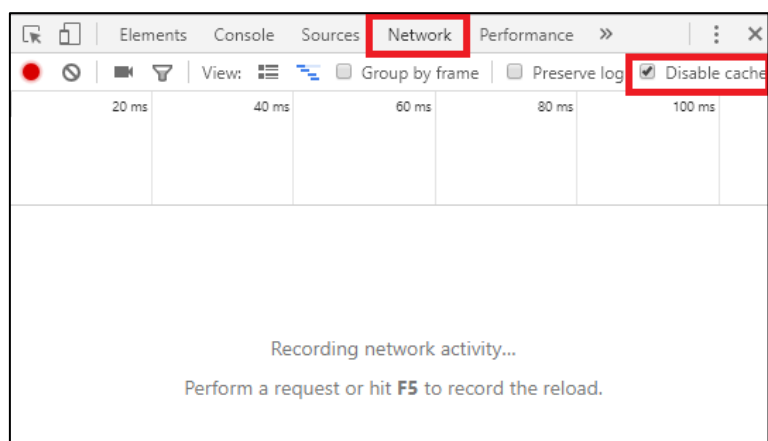 Elements Console Sources Network Performance »
View: Group by frame Preserve log Disable cache
20 ms 40 ms 60 ms 80 ms 100 ms
Recording network activity...
Perform a request or hit F5 to record the reload.